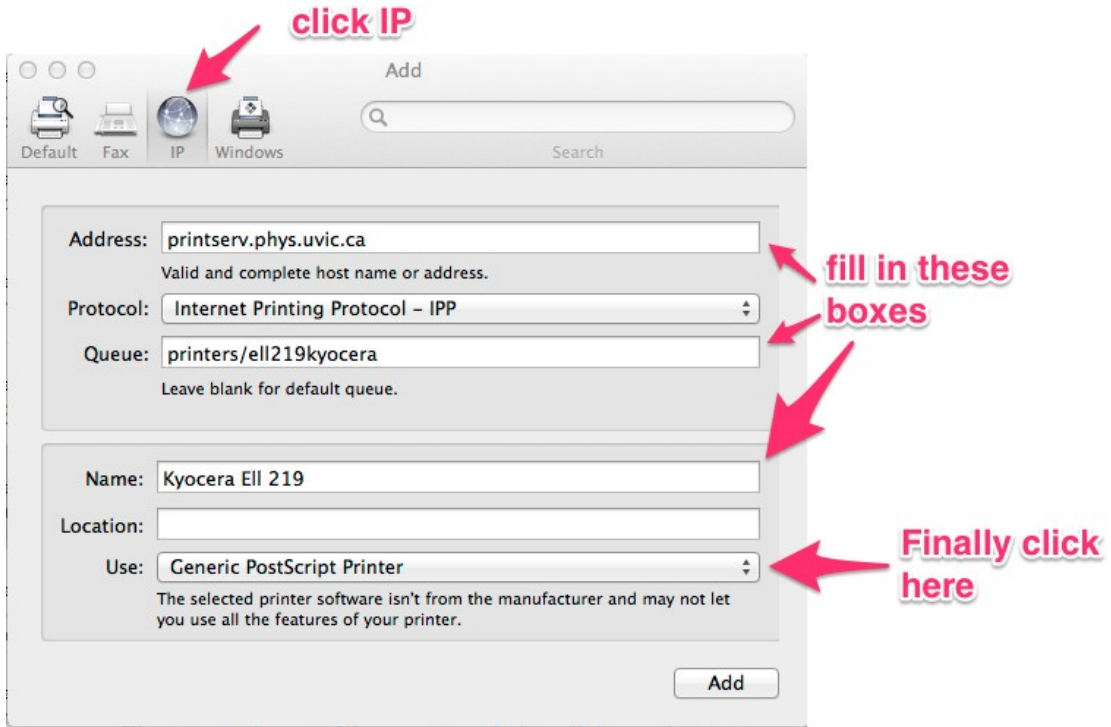 click IP
Add
Default Fax IP Windows
Search
Address: printserv.phys.uvic.ca
Valid and complete host name or address.
Protocol: Internet Printing Protocol – IPP
Queue: printers/ell219kyocera
Leave blank for default queue.
fill in these
boxes
Name: Kyocera Ell 219
Location:
Use: Generic PostScript Printer
The selected printer software isn't from the manufacturer and may not let
you use all the features of your printer.
Finally click
here
Add